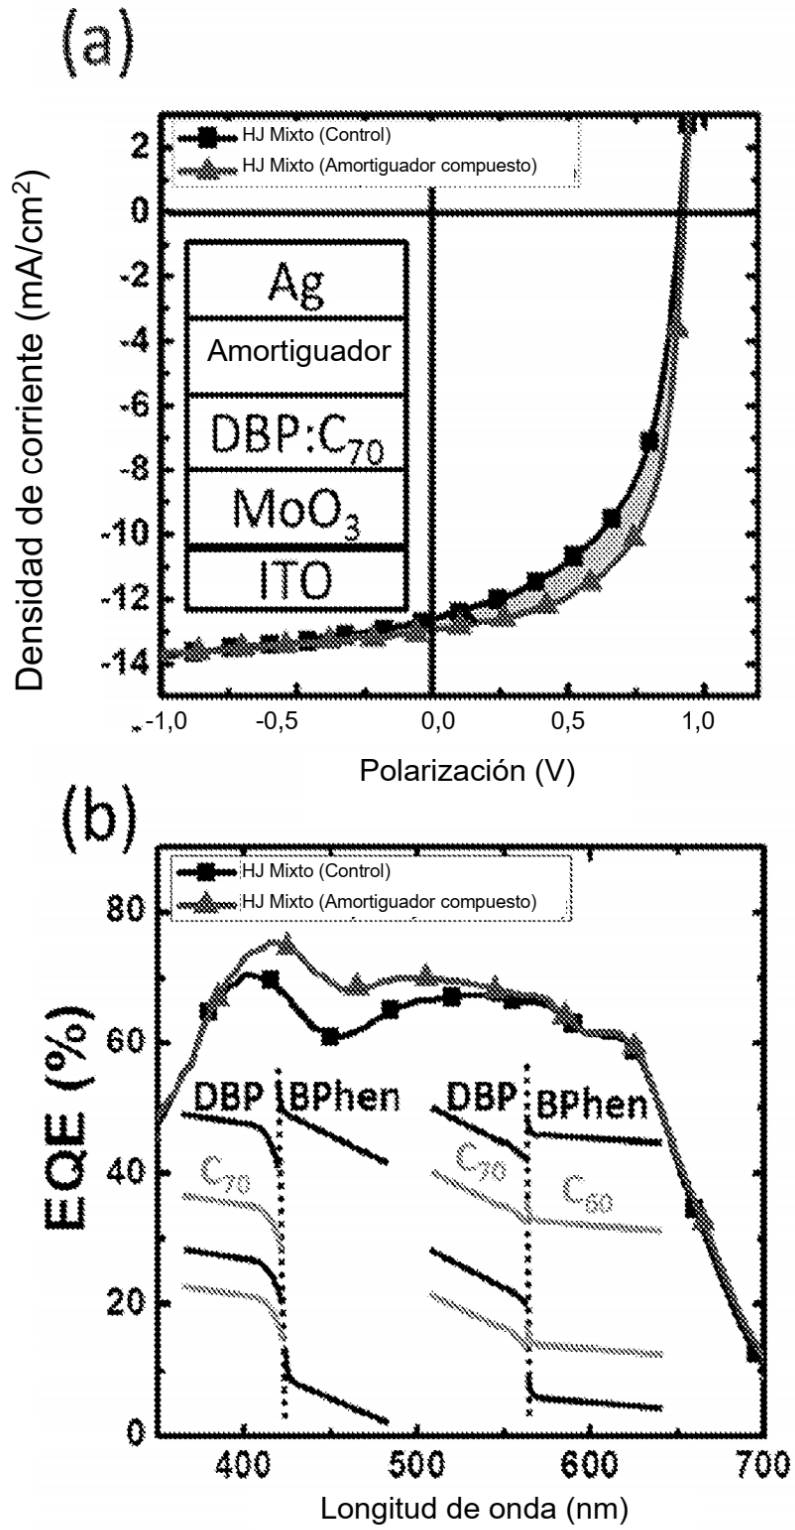 (a)
HJ Mixto (Control)
HJ Mixto (Amortiguador compuesto)
Densidad de corriente (mA/cm²)
2
0
-2
-4
-6
-8
-10
-12
-14
Ag
Amortiguador
DBP:C₇₀
MoO₃
ITO
-1,0 -0,5 0,0 0,5 1,0
Polarización (V)
(b)
HJ Mixto (Control)
HJ Mixto (Amortiguador compuesto)
EQE (%)
80
60
40
20
0
DBP BPhen DBP BPhen
C₇₀ C₇₀ C₆₀
400 500 600 700
Longitud de onda (nm)